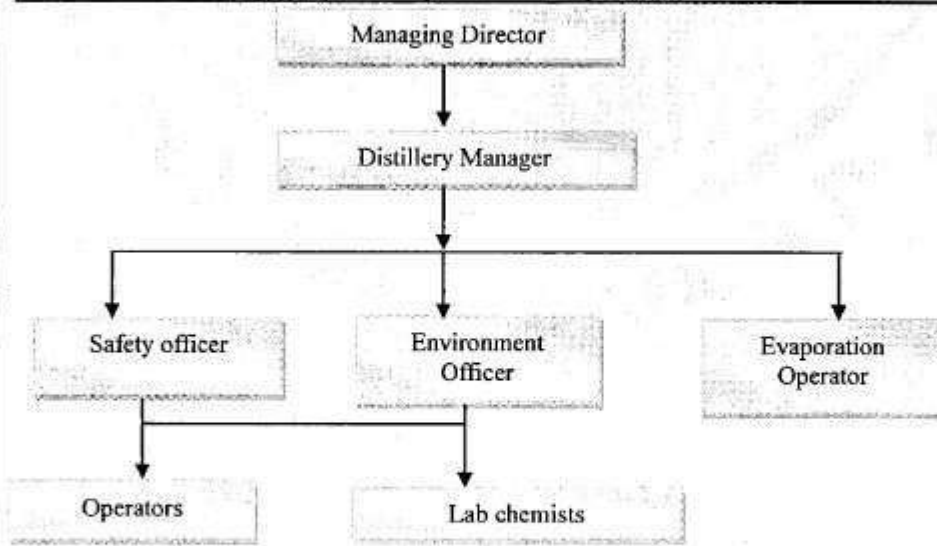 Managing Director
Distillery Manager
Safety officer
Environment
Officer
Evaporation
Operator
Operators
Lab chemists